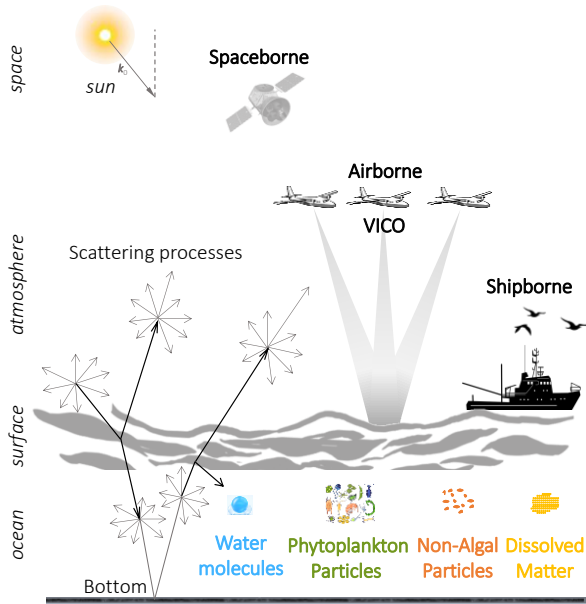 space
sun
k
Spaceborne
Airborne
VICO
atmosphere
Scattering processes
Shipborne
surface
ocean
Water
molecules
Phytoplankton
Particles
Non-Algal
Particles
Dissolved
Matter
Bottom